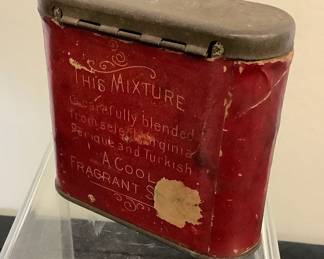 THIS MIXTURE
is carefully blended
from select Virginia
Perique and Turkish
A COOL
FRAGRANT S